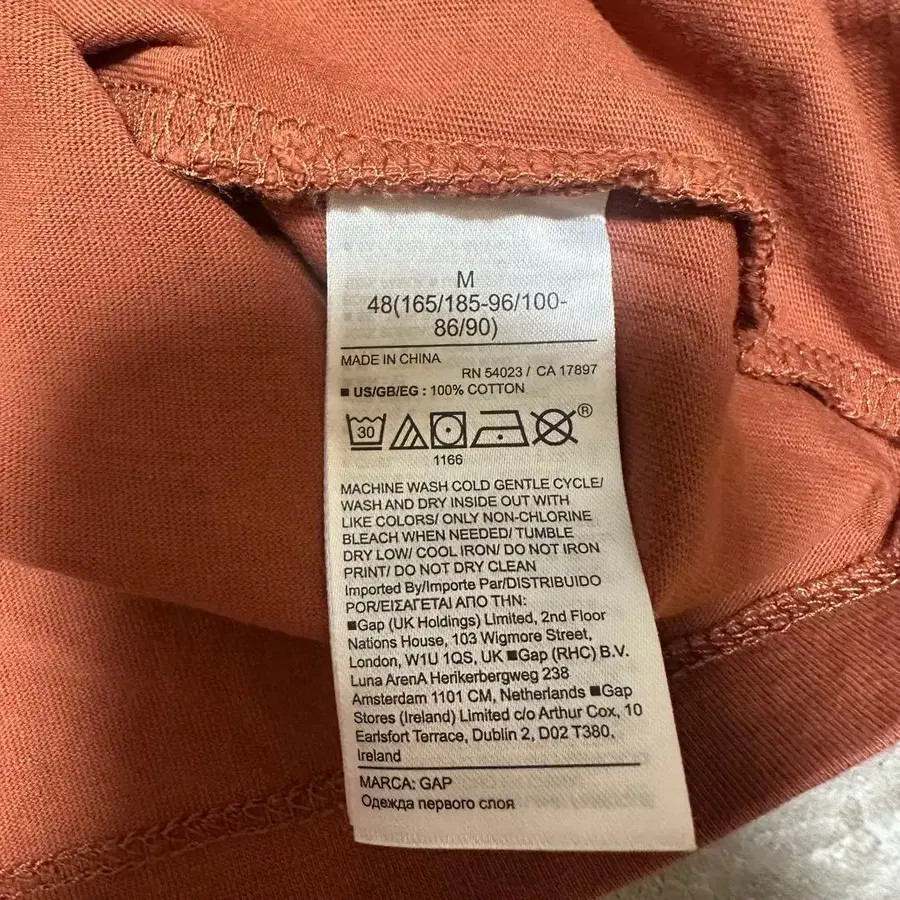 M
48(165/185-96/100-
86/90)
MADE IN CHINA
RN 54023 / CA 17897
■ US/GB/EG : 100% COTTON
30
®
1166
MACHINE WASH COLD GENTLE CYCLE/
WASH AND DRY INSIDE OUT WITH
LIKE COLORS/ ONLY NON-CHLORINE
BLEACH WHEN NEEDED/ TUMBLE
DRY LOW/ COOL IRON/ DO NOT IRON
PRINT/ DO NOT DRY CLEAN
Imported By/Importe Par/DISTRIBUIDO
POR/ΕΙΣΑΓΕΤΑΙ ΑΠΟ ΤΗΝ:
■Gap (UK Holdings) Limited, 2nd Floor
Nations House, 103 Wigmore Street,
London, W1U 1QS, UK ■Gap (RHC) B.V.
Luna ArenA Herikerbergweg 238
Amsterdam 1101 CM, Netherlands ■Gap
Stores (Ireland) Limited c/o Arthur Cox, 10
Earlsfort Terrace, Dublin 2, D02 T380,
Ireland
MARCA: GAP
Одежда первого слоя